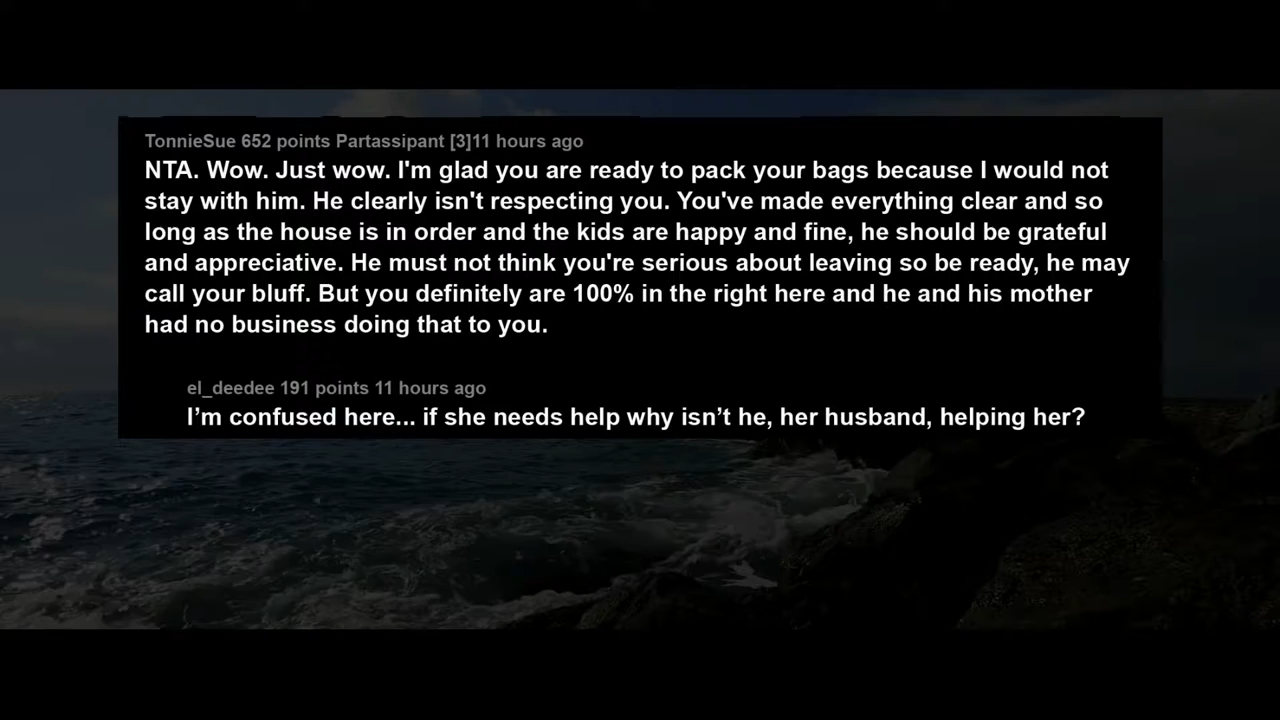 TonnieSue 652 points Partassipant [3]11 hours ago
NTA. Wow. Just wow. I'm glad you are ready to pack your bags because I would not
stay with him. He clearly isn't respecting you. You've made everything clear and so
long as the house is in order and the kids are happy and fine, he should be grateful
and appreciative. He must not think you're serious about leaving so be ready, he may
call your bluff. But you definitely are 100% in the right here and he and his mother
had no business doing that to you.
el_deedee 191 points 11 hours ago
I’m confused here... if she needs help why isn’t he, her husband, helping her?